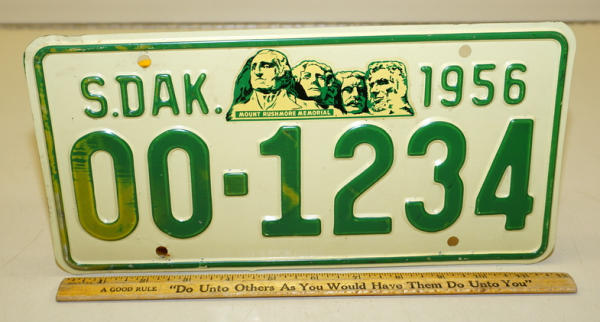 S.DAK. 1956
MOUNT RUSHMORE MEMORIAL
00-1234
A GOOD RULE "Do Unto Others As You Would Have Them Do Unto You"